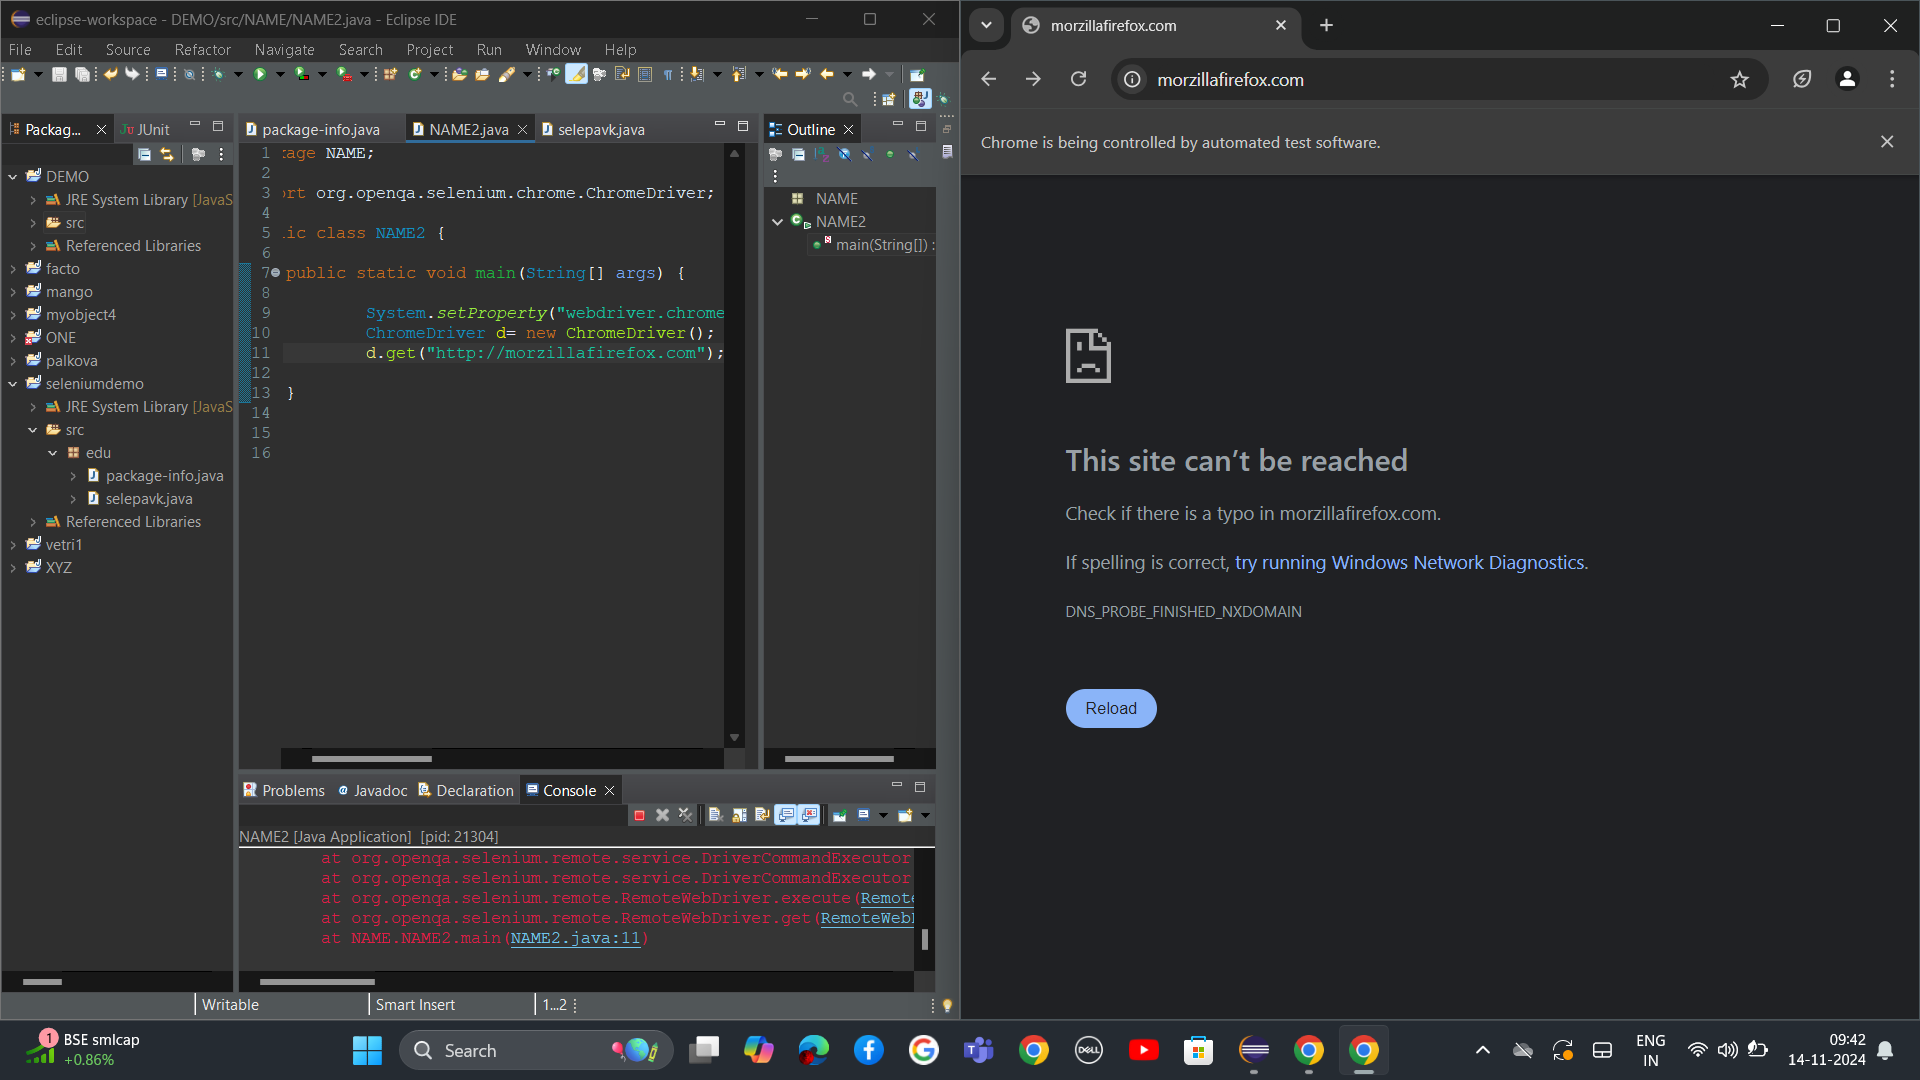 eclipse-workspace - DEMO/src/NAME/NAME2.java - Eclipse IDE
File Edit Source Refactor Navigate Search Project Run Window Help
Packag... JUnit
DEMO
JRE System Library [JavaS
src
Referenced Libraries
facto
mango
myobject4
ONE
palkova
seleniumdemo
JRE System Library [JavaS
src
edu
package-info.java
selepavk.java
Referenced Libraries
vetri1
XYZ
package-info.java NAME2.java selepavk.java
1 age NAME;
2
3 rt org.openqa.selenium.chrome.ChromeDriver;
4
5 ic class NAME2 {
6
7 public static void main(String[] args) {
8
9 System.setProperty("webdriver.chrome
10 ChromeDriver d= new ChromeDriver();
11 d.get("http://morzillafirefox.com");
12
13 }
14
15
16
Outline
NAME
NAME2
main(String[]) :
Problems Javadoc Declaration Console
NAME2 [Java Application] [pid: 21304]
at org.openqa.selenium.remote.service.DriverCommandExecutor
at org.openqa.selenium.remote.service.DriverCommandExecutor
at org.openqa.selenium.remote.RemoteWebDriver.execute(Remote
at org.openqa.selenium.remote.RemoteWebDriver.get(RemoteWebD
at NAME.NAME2.main(NAME2.java:11)
Writable Smart Insert 1...2
morzillafirefox.com
morzillafirefox.com
Chrome is being controlled by automated test software.
This site can’t be reached
Check if there is a typo in morzillafirefox.com.
If spelling is correct, try running Windows Network Diagnostics.
DNS_PROBE_FINISHED_NXDOMAIN
Reload
1
BSE smlcap
+0.86%
Search
DELL
ENG
IN
09:42
14-11-2024